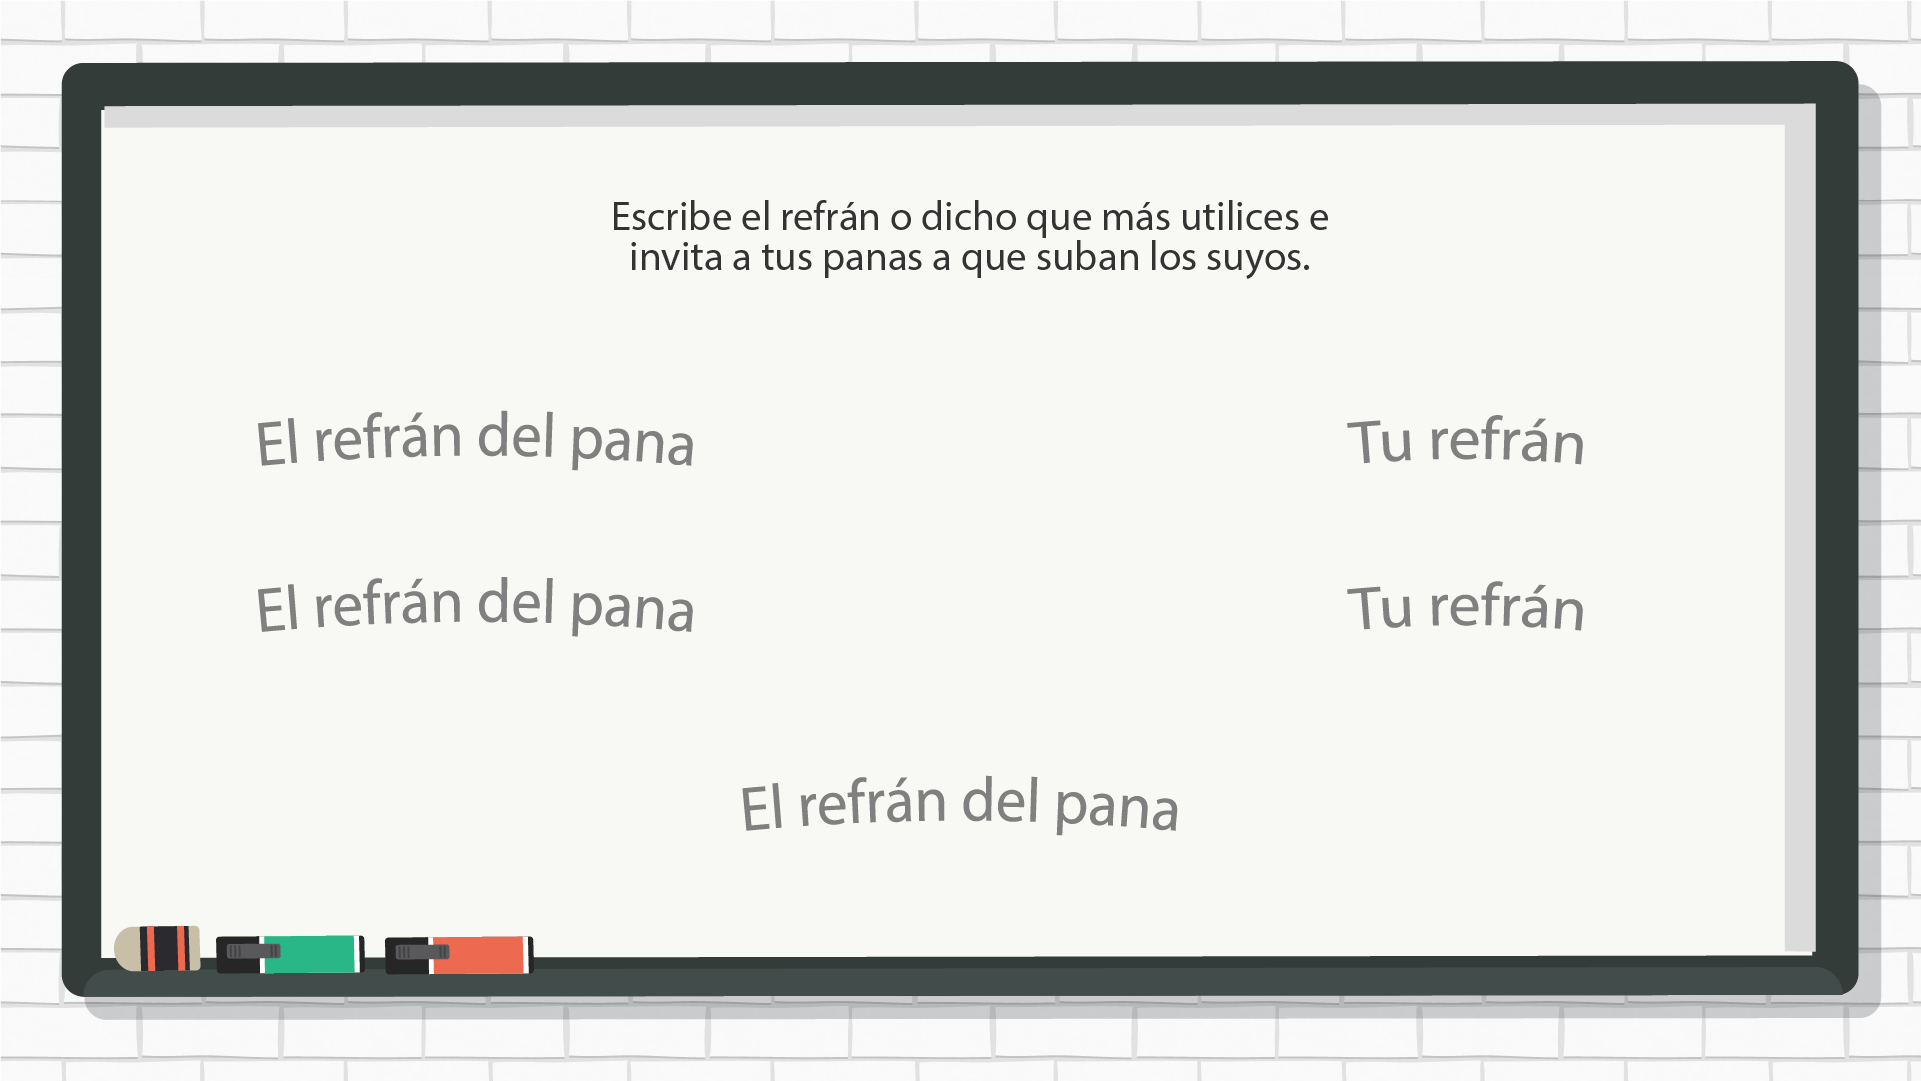 Escribe el refrán o dicho que más utilices e
invita a tus panas a que suban los suyos.
El refrán del pana
Tu refrán
El refrán del pana
Tu refrán
El refrán del pana